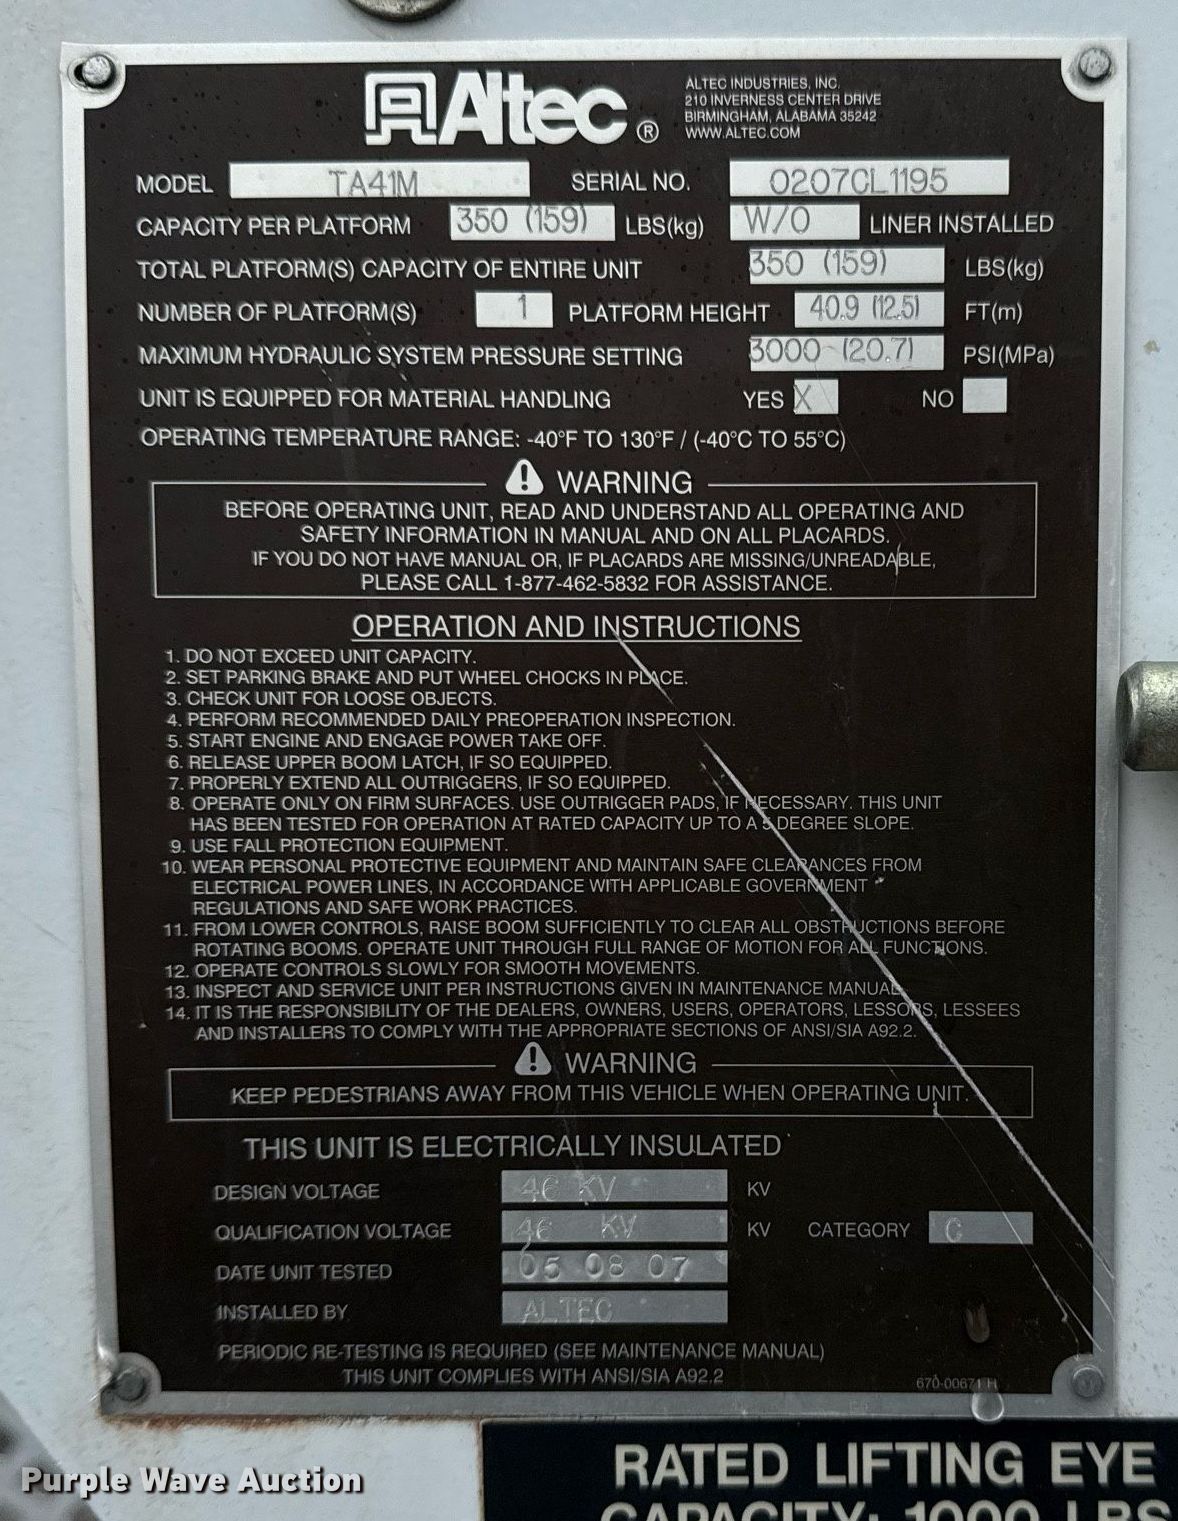 Altec ®
ALTEC INDUSTRIES, INC.
210 INVERNESS CENTER DRIVE
BIRMINGHAM, ALABAMA 35242
WWW.ALTEC.COM
MODEL TA41M SERIAL NO. 0207CL1195
CAPACITY PER PLATFORM 350 (159) LBS(kg) W/O LINER INSTALLED
TOTAL PLATFORM(S) CAPACITY OF ENTIRE UNIT 350 (159) LBS(kg)
NUMBER OF PLATFORM(S) 1 PLATFORM HEIGHT 40.9 (12.5) FT(m)
MAXIMUM HYDRAULIC SYSTEM PRESSURE SETTING 3000 (20.7) PSI(MPa)
UNIT IS EQUIPPED FOR MATERIAL HANDLING YES X NO
OPERATING TEMPERATURE RANGE: -40°F TO 130°F / (-40°C TO 55°C)
WARNING
BEFORE OPERATING UNIT, READ AND UNDERSTAND ALL OPERATING AND
SAFETY INFORMATION IN MANUAL AND ON ALL PLACARDS.
IF YOU DO NOT HAVE MANUAL OR, IF PLACARDS ARE MISSING/UNREADABLE,
PLEASE CALL 1-877-462-5832 FOR ASSISTANCE.
OPERATION AND INSTRUCTIONS
1. DO NOT EXCEED UNIT CAPACITY.
2. SET PARKING BRAKE AND PUT WHEEL CHOCKS IN PLACE.
3. CHECK UNIT FOR LOOSE OBJECTS.
4. PERFORM RECOMMENDED DAILY PREOPERATION INSPECTION.
5. START ENGINE AND ENGAGE POWER TAKE OFF.
6. RELEASE UPPER BOOM LATCH, IF SO EQUIPPED.
7. PROPERLY EXTEND ALL OUTRIGGERS, IF SO EQUIPPED.
8. OPERATE ONLY ON FIRM SURFACES. USE OUTRIGGER PADS, IF NECESSARY. THIS UNIT
HAS BEEN TESTED FOR OPERATION AT RATED CAPACITY UP TO A 5 DEGREE SLOPE.
9. USE FALL PROTECTION EQUIPMENT.
10. WEAR PERSONAL PROTECTIVE EQUIPMENT AND MAINTAIN SAFE CLEARANCES FROM
ELECTRICAL POWER LINES, IN ACCORDANCE WITH APPLICABLE GOVERNMENT
REGULATIONS AND SAFE WORK PRACTICES.
11. FROM LOWER CONTROLS, RAISE BOOM SUFFICIENTLY TO CLEAR ALL OBSTRUCTIONS BEFORE
ROTATING BOOMS. OPERATE UNIT THROUGH FULL RANGE OF MOTION FOR ALL FUNCTIONS.
12. OPERATE CONTROLS SLOWLY FOR SMOOTH MOVEMENTS.
13. INSPECT AND SERVICE UNIT PER INSTRUCTIONS GIVEN IN MAINTENANCE MANUAL.
14. IT IS THE RESPONSIBILITY OF THE DEALERS, OWNERS, USERS, OPERATORS, LESSORS, LESSEES
AND INSTALLERS TO COMPLY WITH THE APPROPRIATE SECTIONS OF ANSI/SIA A92.2.
WARNING
KEEP PEDESTRIANS AWAY FROM THIS VEHICLE WHEN OPERATING UNIT.
THIS UNIT IS ELECTRICALLY INSULATED
DESIGN VOLTAGE 46 KV KV
QUALIFICATION VOLTAGE 46 KV KV CATEGORY C
DATE UNIT TESTED 05 08 07
INSTALLED BY ALTEC
PERIODIC RE-TESTING IS REQUIRED (SEE MAINTENANCE MANUAL)
THIS UNIT COMPLIES WITH ANSI/SIA A92.2
670-00671 H
RATED LIFTING EYE
CAPACITY: 1000 LBS
Purple Wave Auction